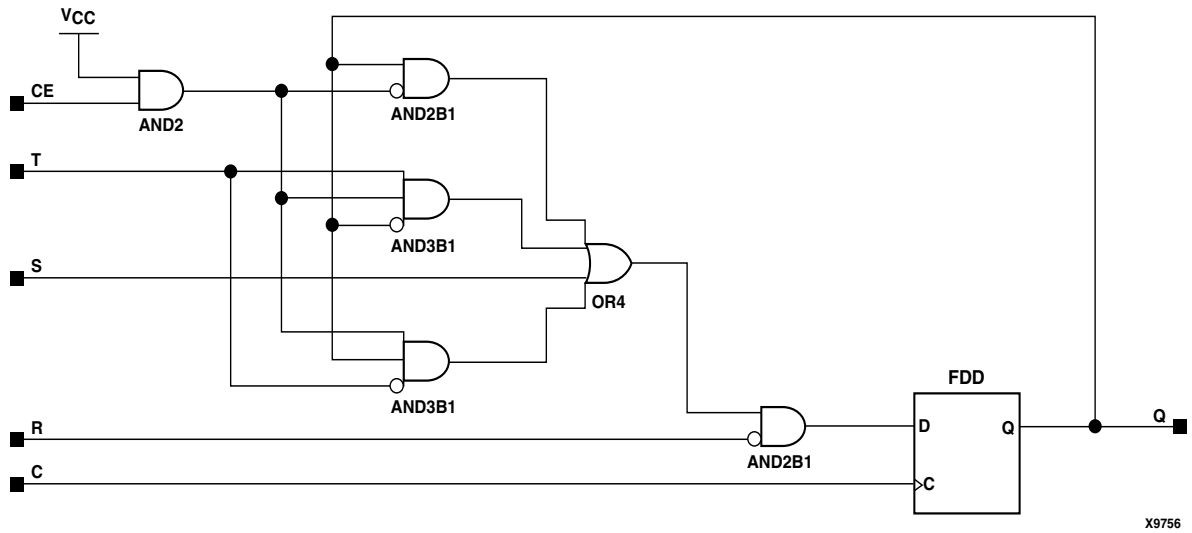 VCC
CE
AND2
AND2B1
T
AND3B1
S
OR4
AND3B1
FDD
R
D
Q
Q
AND2B1
C
C
X9756